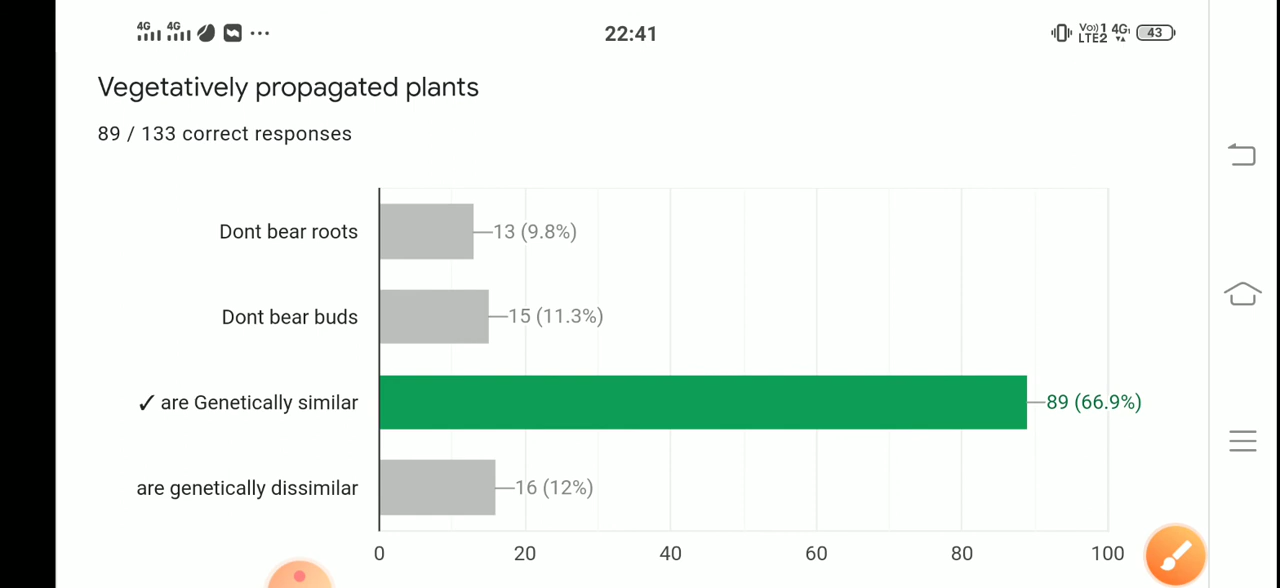 4G 4G ... 22:41 Vo)) 1 4G LTE2 43
Vegetatively propagated plants
89 / 133 correct responses
Dont bear roots 13 (9.8%)
Dont bear buds 15 (11.3%)
✓ are Genetically similar 89 (66.9%)
are genetically dissimilar 16 (12%)
0 20 40 60 80 100